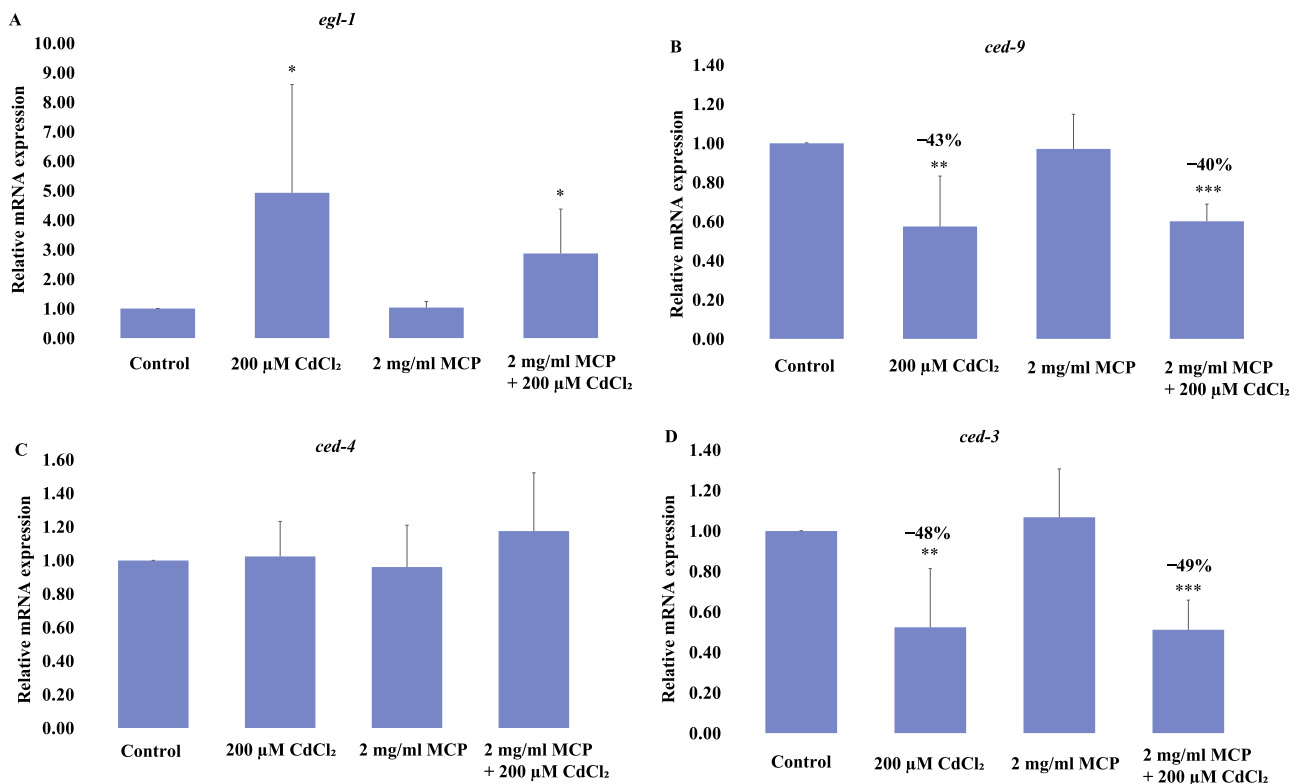 A
egl-1
Relative mRNA expression
10.00
9.00
8.00
7.00
6.00
5.00
4.00
3.00
2.00
1.00
0.00
*
*
Control
200 µM CdCl₂
2 mg/ml MCP
2 mg/ml MCP
+ 200 µM CdCl₂
B
ced-9
Relative mRNA expression
1.40
1.20
1.00
0.80
0.60
0.40
0.20
0.00
−43%
**
−40%
***
Control
200 µM CdCl₂
2 mg/ml MCP
2 mg/ml MCP
+ 200 µM CdCl₂
C
ced-4
Relative mRNA expression
1.60
1.40
1.20
1.00
0.80
0.60
0.40
0.20
0.00
Control
200 µM CdCl₂
2 mg/ml MCP
2 mg/ml MCP
+ 200 µM CdCl₂
D
ced-3
Relative mRNA expression
1.40
1.20
1.00
0.80
0.60
0.40
0.20
0.00
−48%
**
−49%
***
Control
200 µM CdCl₂
2 mg/ml MCP
2 mg/ml MCP
+ 200 µM CdCl₂